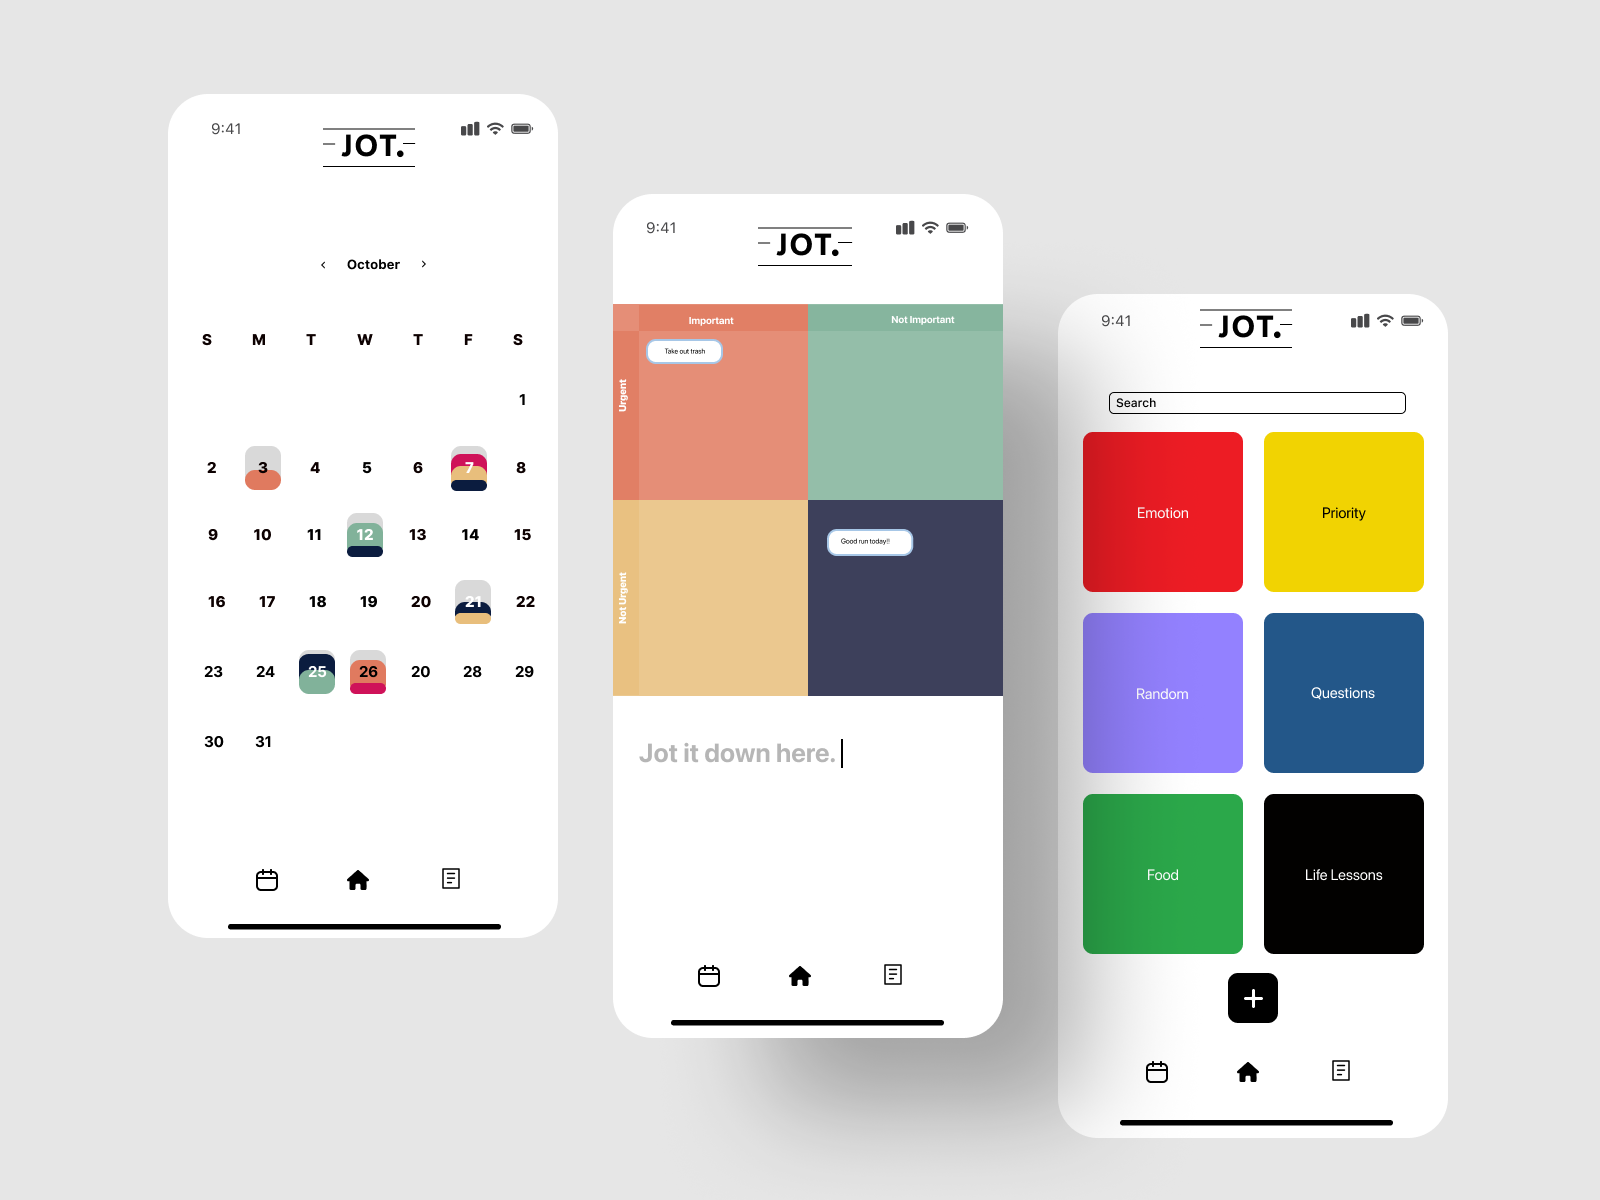 9:41
JOT.
‹ October ›
S M T W T F S
1
2 3 4 5 6 7 8
9 10 11 12 13 14 15
16 17 18 19 20 21 22
23 24 25 26 20 28 29
30 31
9:41
JOT.
Important Not Important
Urgent
Take out trash
Not Urgent
Good run today!!
Jot it down here.
9:41
JOT.
Search
Emotion Priority
Random Questions
Food Life Lessons